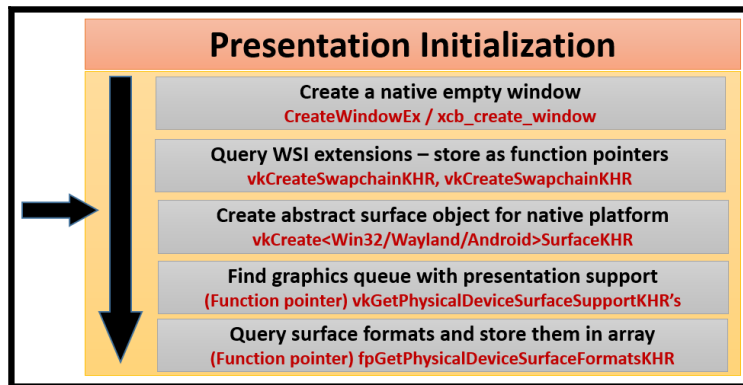 Presentation Initialization
Create a native empty window
CreateWindowEx / xcb_create_window
Query WSI extensions – store as function pointers
vkCreateSwapchainKHR, vkCreateSwapchainKHR
Create abstract surface object for native platform
vkCreate<Win32/Wayland/Android>SurfaceKHR
Find graphics queue with presentation support
(Function pointer) vkGetPhysicalDeviceSurfaceSupportKHR’s
Query surface formats and store them in array
(Function pointer) fpGetPhysicalDeviceSurfaceFormatsKHR